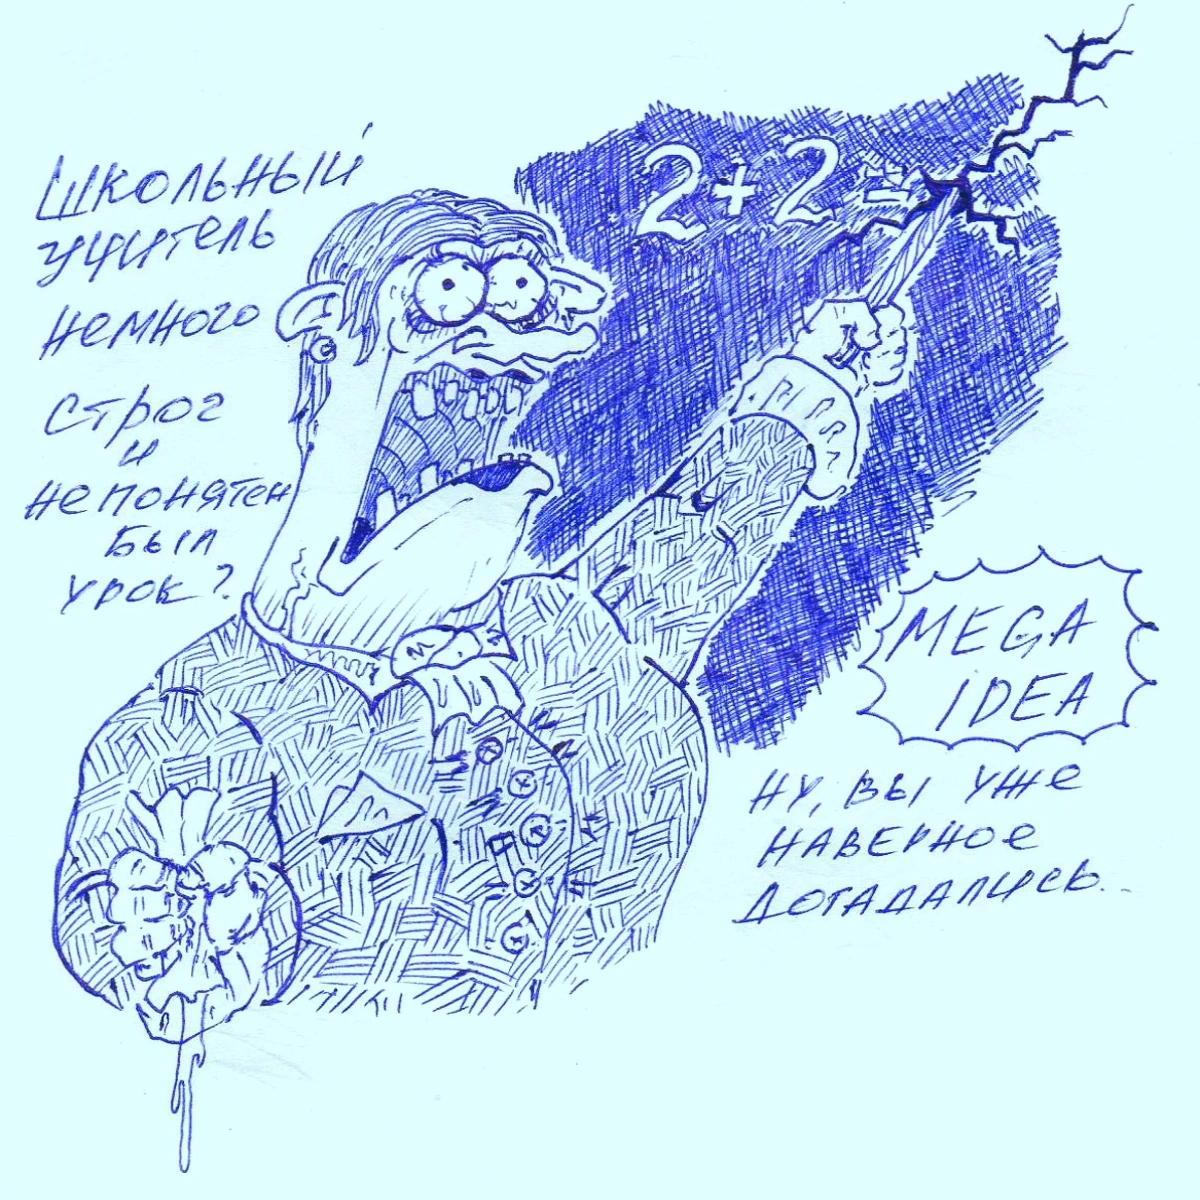 ШКОЛЬНЫЙ
УЧИТЕЛЬ
НЕМНОГО
СТРОГ
И
НЕПОНЯТЕН
БЫЛ
УРОК?
2+2=
MEGA
IDEA
НУ, ВЫ УЖЕ
НАВЕРНОЕ
ДОГАДАЛИСЬ...